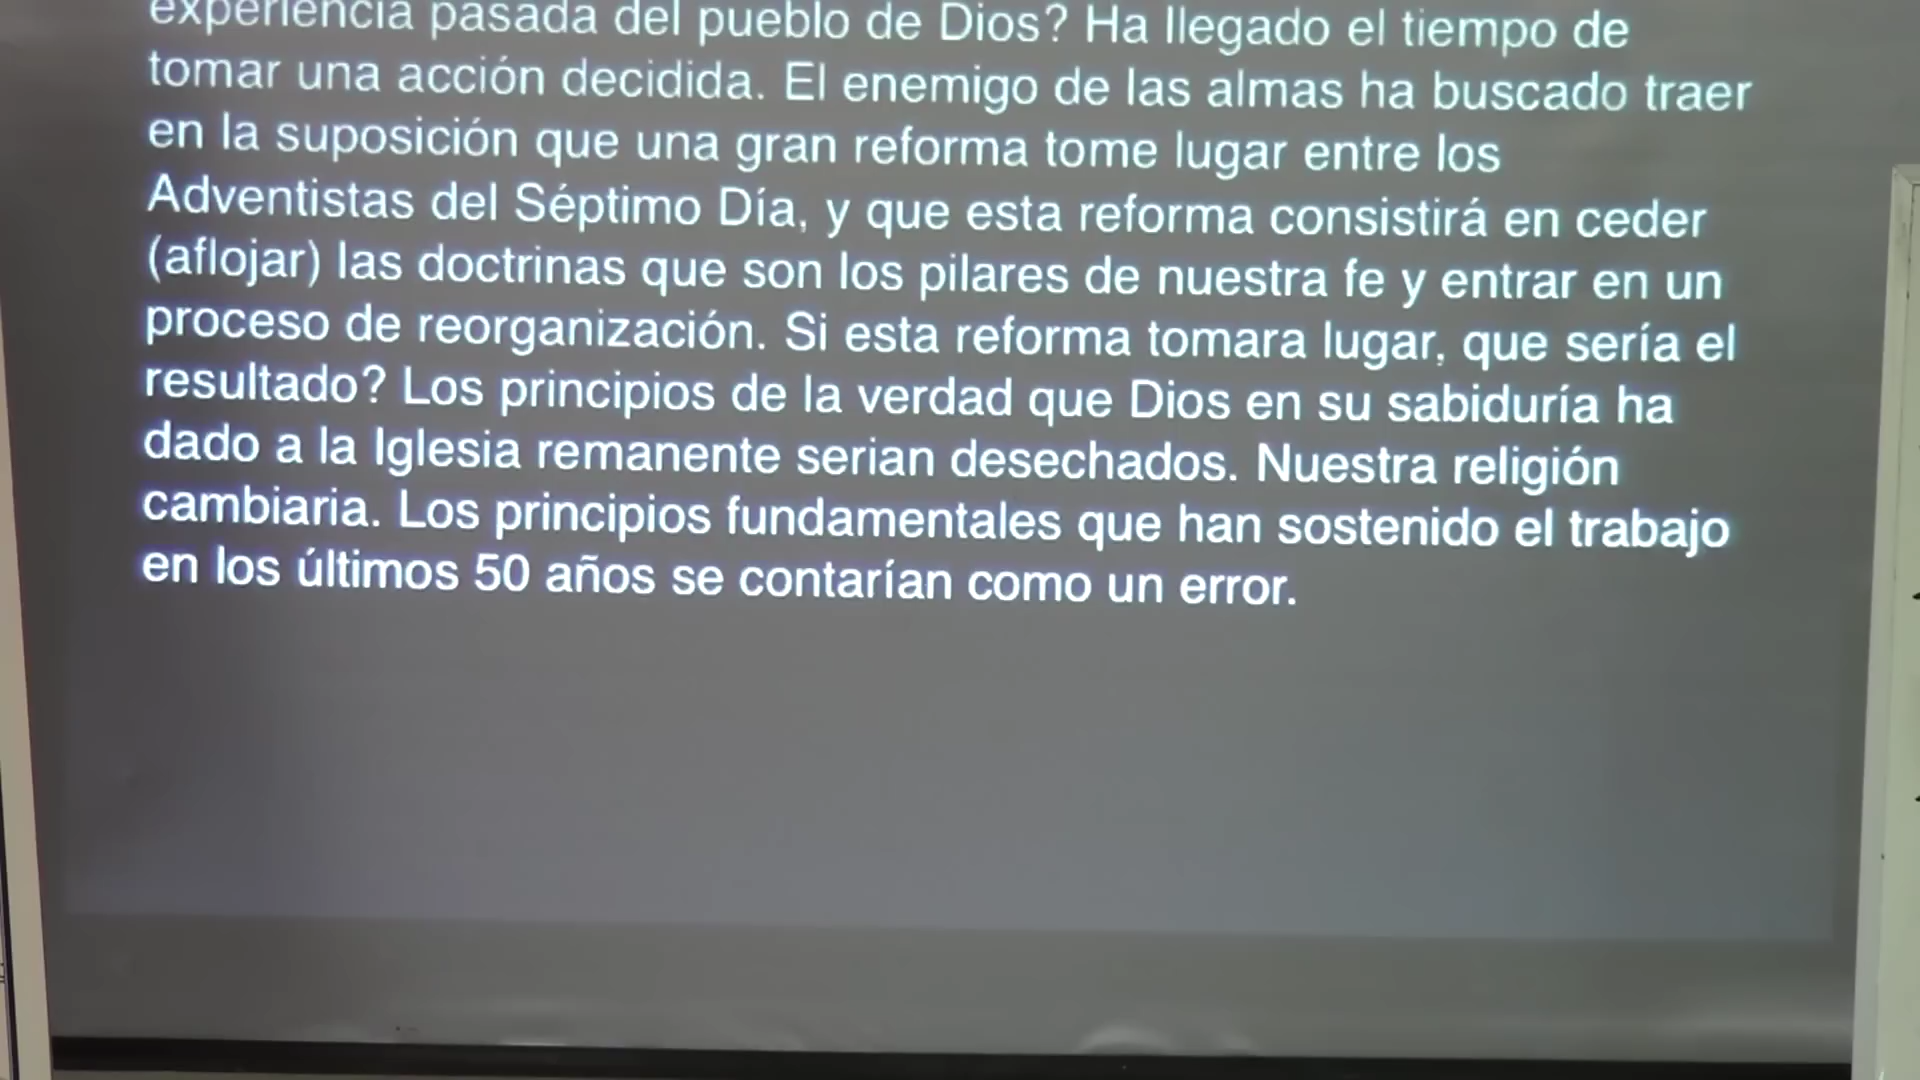 experiencia pasada del pueblo de Dios? Ha llegado el tiempo de
tomar una acción decidida. El enemigo de las almas ha buscado traer
en la suposición que una gran reforma tome lugar entre los
Adventistas del Séptimo Día, y que esta reforma consistirá en ceder
(aflojar) las doctrinas que son los pilares de nuestra fe y entrar en un
proceso de reorganización. Si esta reforma tomara lugar, que sería el
resultado? Los principios de la verdad que Dios en su sabiduría ha
dado a la Iglesia remanente serian desechados. Nuestra religión
cambiaria. Los principios fundamentales que han sostenido el trabajo
en los últimos 50 años se contarían como un error.